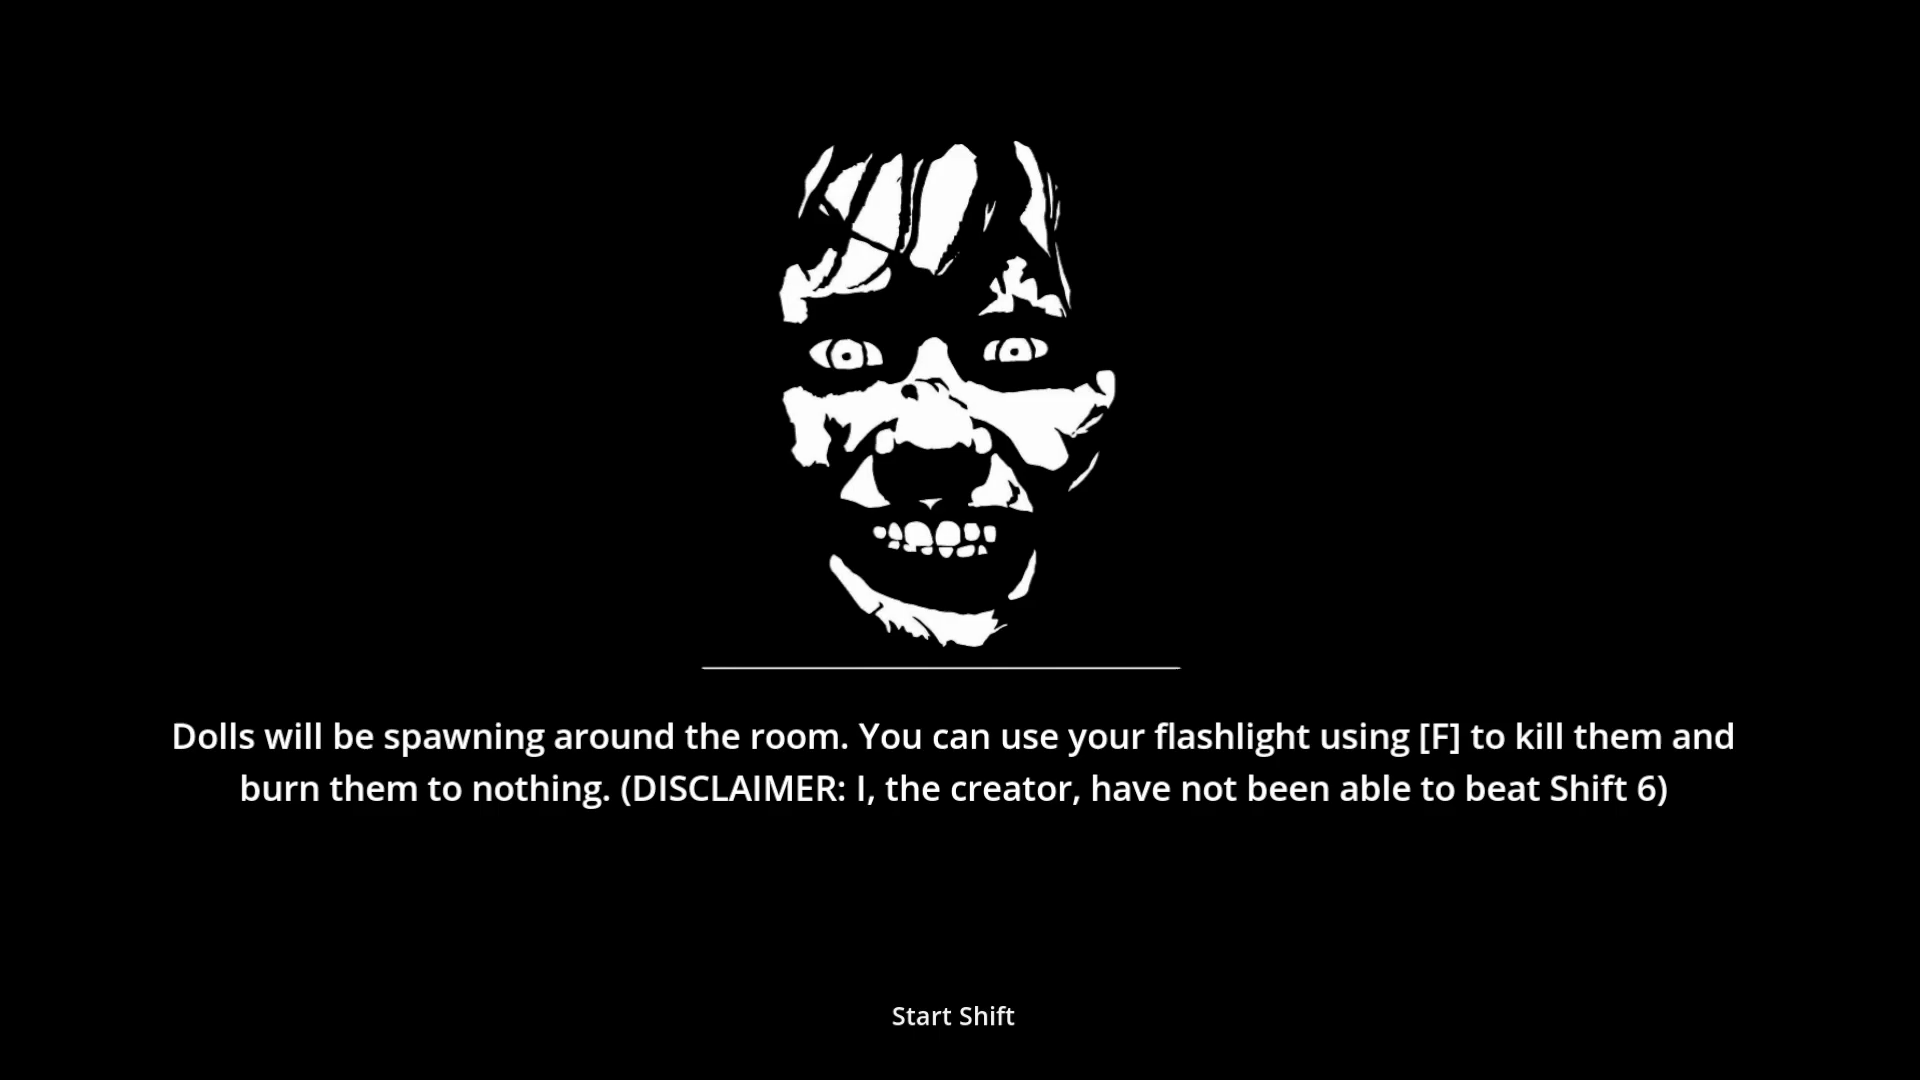 Dolls will be spawning around the room. You can use your flashlight using [F] to kill them and
burn them to nothing. (DISCLAIMER: I, the creator, have not been able to beat Shift 6)
Start Shift